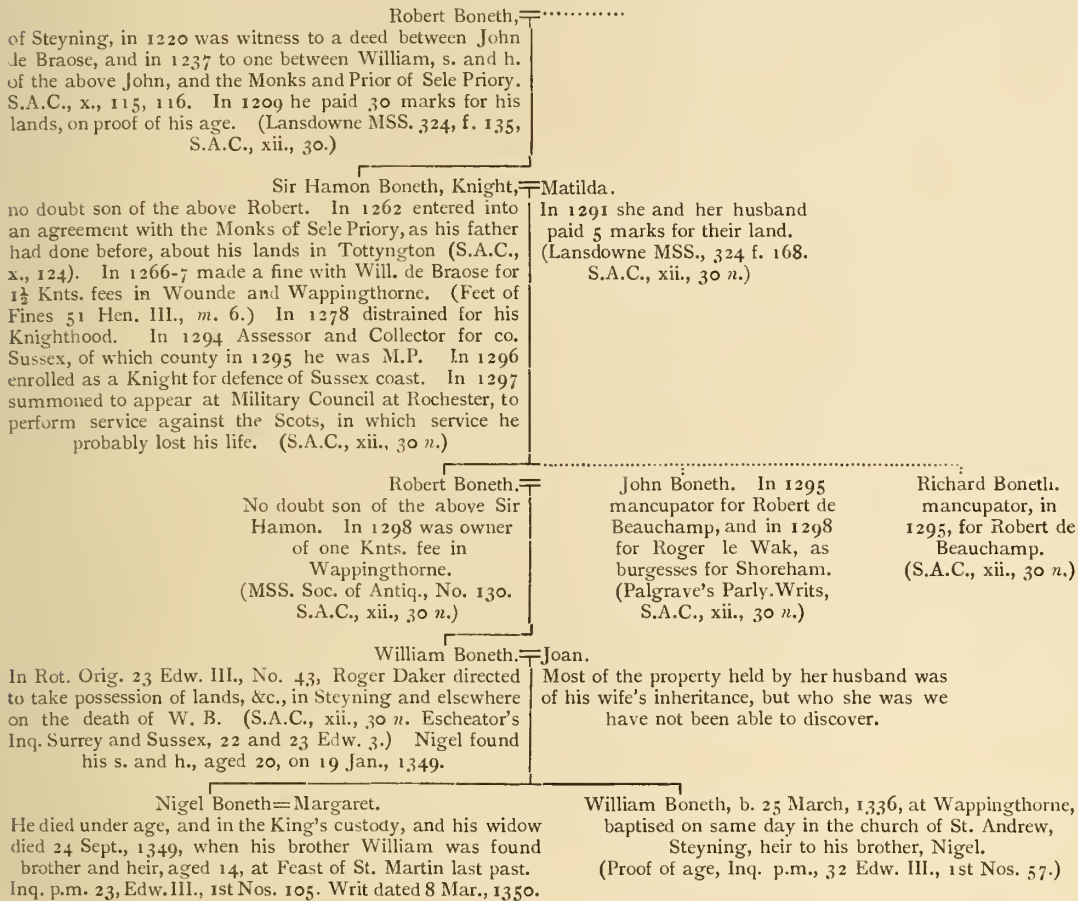 Robert Boneth,
of Steyning, in 1220 was witness to a deed between John
de Braose, and in 1237 to one between William, s. and h.
of the above John, and the Monks and Prior of Sele Priory.
S.A.C., x., 115, 116. In 1209 he paid 30 marks for his
lands, on proof of his age. (Lansdowne MSS. 324, f. 135,
S.A.C., xii., 30.)
Sir Hamon Boneth, Knight,
no doubt son of the above Robert. In 1262 entered into
an agreement with the Monks of Sele Priory, as his father
had done before, about his lands in Tottyngton (S.A.C.,
x., 124). In 1266-7 made a fine with Will. de Braose for
1½ Knts. fees in Wounde and Wappingthorne. (Feet of
Fines 51 Hen. III., m. 6.) In 1278 distrained for his
Knighthood. In 1294 Assessor and Collector for co.
Sussex, of which county in 1295 he was M.P. In 1296
enrolled as a Knight for defence of Sussex coast. In 1297
summoned to appear at Military Council at Rochester, to
perform service against the Scots, in which service he
probably lost his life. (S.A.C., xii., 30 n.)
Matilda.
In 1291 she and her husband
paid 5 marks for their land.
(Lansdowne MSS., 324 f. 168.
S.A.C., xii., 30 n.)
Robert Boneth.
No doubt son of the above Sir
Hamon. In 1298 was owner
of one Knts. fee in
Wappingthorne.
(MSS. Soc. of Antiq., No. 130.
S.A.C., xii., 30 n.)
John Boneth. In 1295
mancupator for Robert de
Beauchamp, and in 1298
for Roger le Wak, as
burgesses for Shoreham.
(Palgrave's Parly. Writs,
S.A.C., xii., 30 n.)
Richard Boneth.
mancupator, in
1295, for Robert de
Beauchamp.
(S.A.C., xii., 30 n.)
William Boneth.
In Rot. Orig. 23 Edw. III., No. 43, Roger Daker directed
to take possession of lands, &c., in Steyning and elsewhere
on the death of W. B. (S.A.C., xii., 30 n. Escheator's
Inq. Surrey and Sussex, 22 and 23 Edw. 3.) Nigel found
his s. and h., aged 20, on 19 Jan., 1349.
Joan.
Most of the property held by her husband was
of his wife's inheritance, but who she was we
have not been able to discover.
Nigel Boneth=Margaret.
He died under age, and in the King's custody, and his widow
died 24 Sept., 1349, when his brother William was found
brother and heir, aged 14, at Feast of St. Martin last past.
Inq. p.m. 23, Edw. III., 1st Nos. 105. Writ dated 8 Mar., 1350.
William Boneth, b. 25 March, 1336, at Wappingthorne,
baptised on same day in the church of St. Andrew,
Steyning, heir to his brother, Nigel.
(Proof of age, Inq. p.m., 32 Edw. III., 1st Nos. 57.)